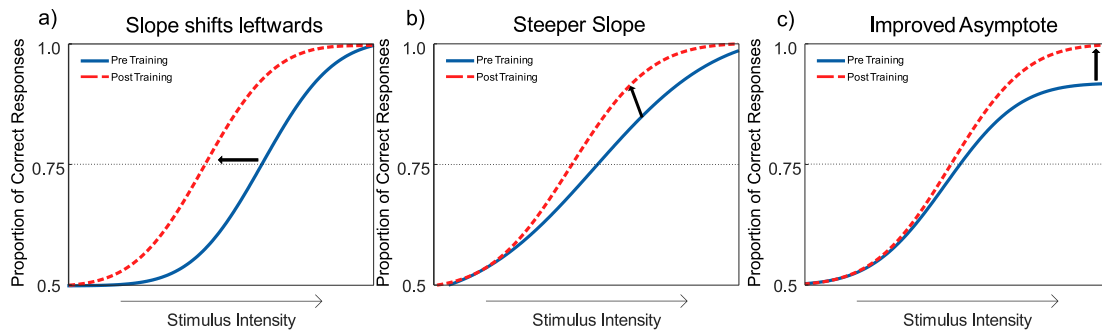 a) Slope shifts leftwards
Proportion of Correct Responses
1.0
0.75
0.5
Pre Training
Post Training
Stimulus Intensity
b) Steeper Slope
Proportion of Correct Responses
1.0
0.75
0.5
Pre Training
Post Training
Stimulus Intensity
c) Improved Asymptote
Proportion of Correct Responses
1.0
0.75
0.5
Pre Training
Post Training
Stimulus Intensity